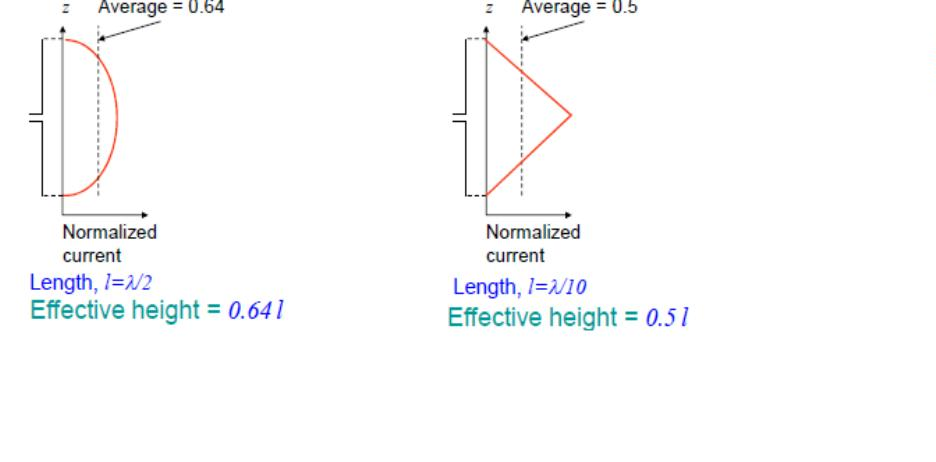 z Average = 0.64
Normalized
current
Length, l=λ/2
Effective height = 0.64 l
z Average = 0.5
Normalized
current
Length, l=λ/10
Effective height = 0.5 l